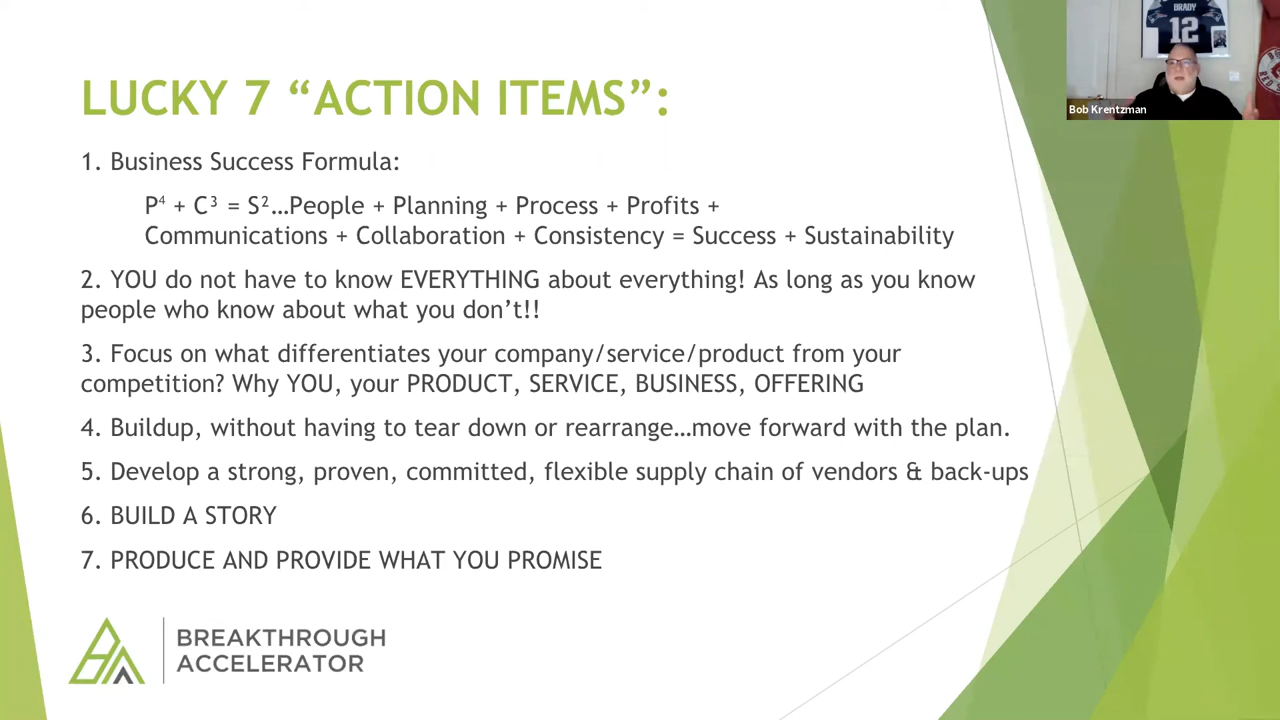 BRADY
12
Bob Krentzman
LUCKY 7 “ACTION ITEMS”:
1. Business Success Formula:
P⁴ + C³ = S²…People + Planning + Process + Profits +
Communications + Collaboration + Consistency = Success + Sustainability
2. YOU do not have to know EVERYTHING about everything! As long as you know
people who know about what you don’t!!
3. Focus on what differentiates your company/service/product from your
competition? Why YOU, your PRODUCT, SERVICE, BUSINESS, OFFERING
4. Buildup, without having to tear down or rearrange…move forward with the plan.
5. Develop a strong, proven, committed, flexible supply chain of vendors & back-ups
6. BUILD A STORY
7. PRODUCE AND PROVIDE WHAT YOU PROMISE
BREAKTHROUGH
ACCELERATOR